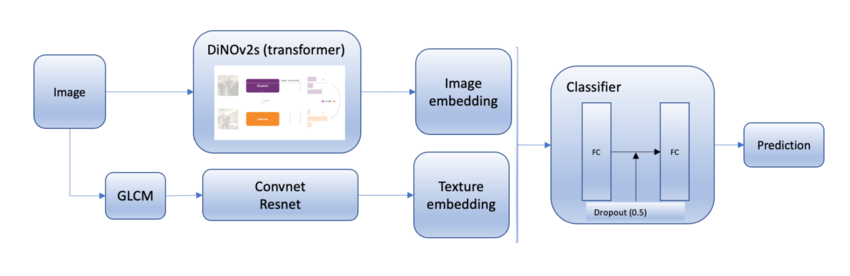 DiNOv2s (transformer)
Image
Image
embedding
Classifier
FC
FC
Dropout (0.5)
Prediction
GLCM
Convnet
Resnet
Texture
embedding